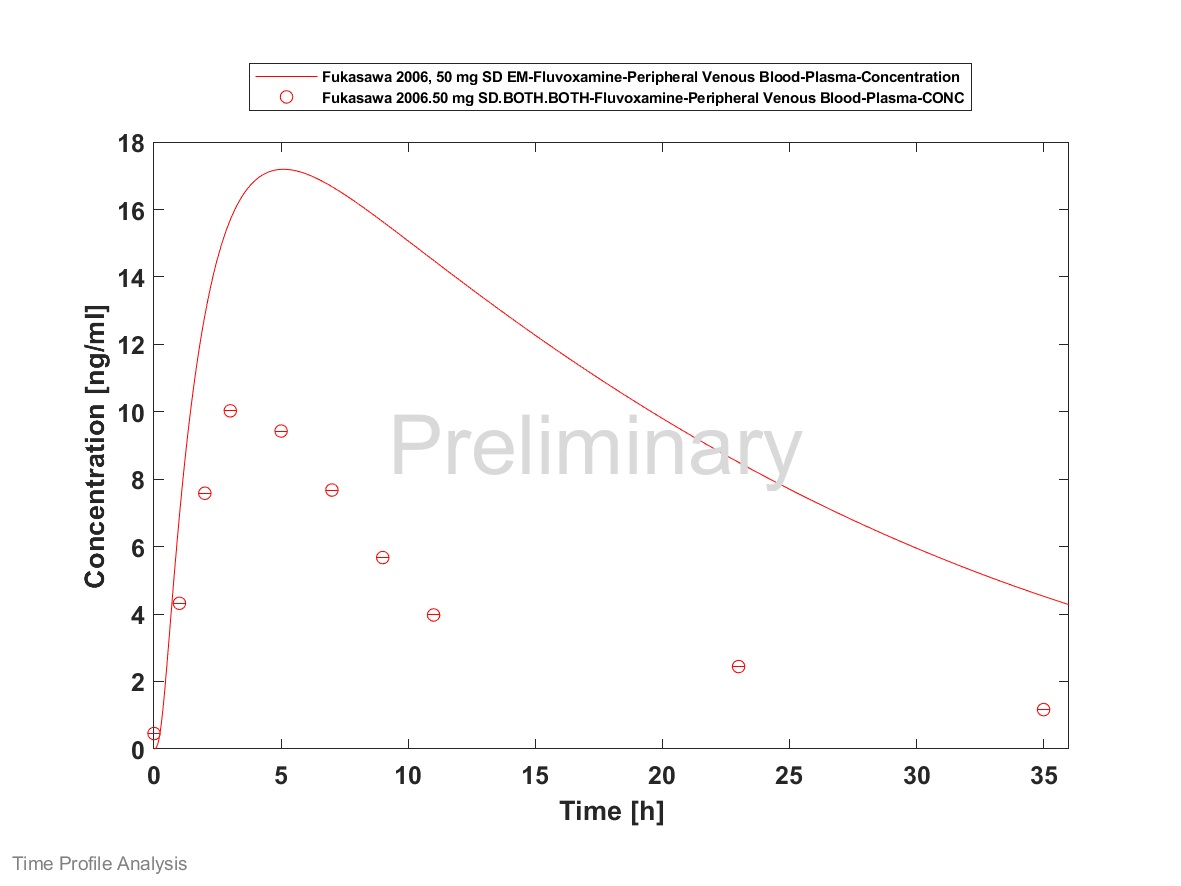 Fukasawa 2006, 50 mg SD EM-Fluvoxamine-Peripheral Venous Blood-Plasma-Concentration
Fukasawa 2006.50 mg SD.BOTH.BOTH-Fluvoxamine-Peripheral Venous Blood-Plasma-CONC
18
16
14
12
10
8
6
4
2
0
Concentration [ng/ml]
Preliminary
0 5 10 15 20 25 30 35
Time [h]
Time Profile Analysis